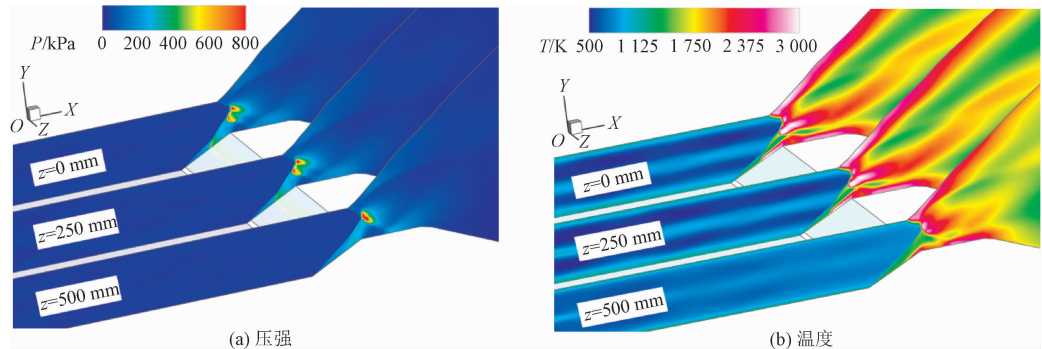 P/kPa
0 200 400 600 800
Y
X
O
Z
z=0 mm
z=250 mm
z=500 mm
(a) 压强
T/K
500 1 125 1 750 2 375 3 000
Y
X
O
Z
z=0 mm
z=250 mm
z=500 mm
(b) 温度